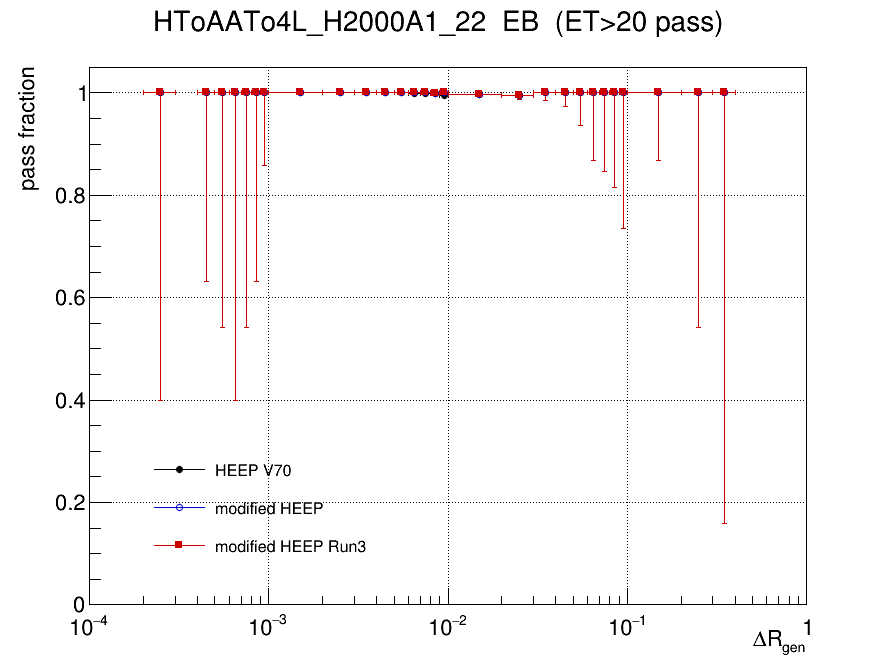 HToAATo4L_H2000A1_22 EB (ET>20 pass)
pass fraction
1
0.8
0.6
0.4
0.2
0
HEEP V70
modified HEEP
modified HEEP Run3
10⁻⁴ 10⁻³ 10⁻² 10⁻¹ 1
ΔR_gen